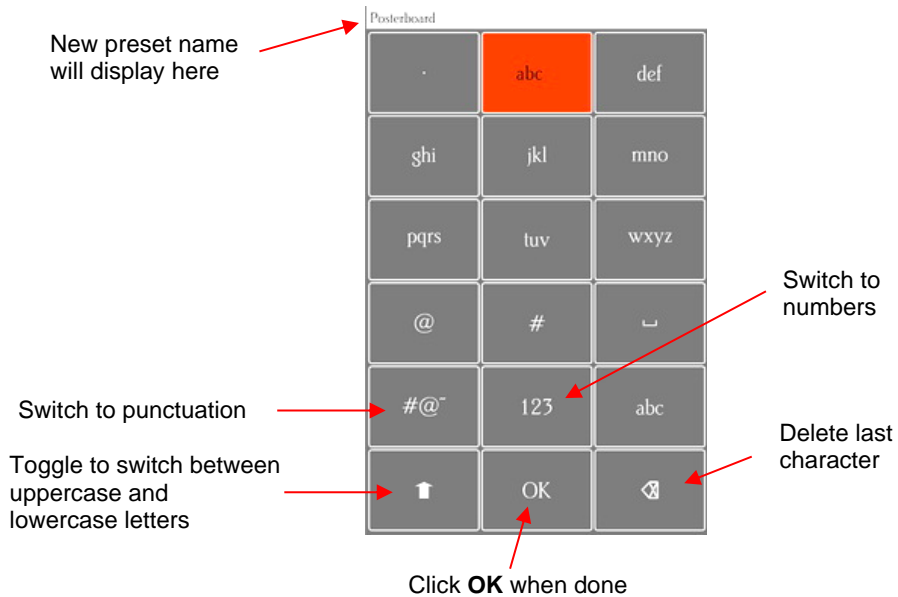 Posterboard
New preset name
will display here
. abc def
ghi jkl mno
pqrs tuv wxyz
Switch to
numbers
@ # ⎵
Switch to punctuation
#@¯ 123 abc
Delete last
character
Toggle to switch between
uppercase and
lowercase letters
OK
Click OK when done